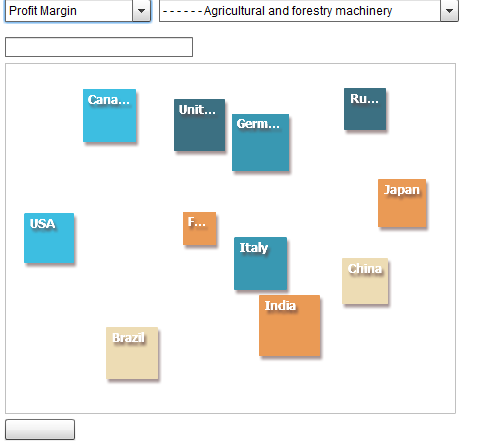 Profit Margin
- - - - - - Agricultural and forestry machinery
Cana...
Unit...
Germ...
Ru...
Japan
USA
F...
Italy
China
India
Brazil